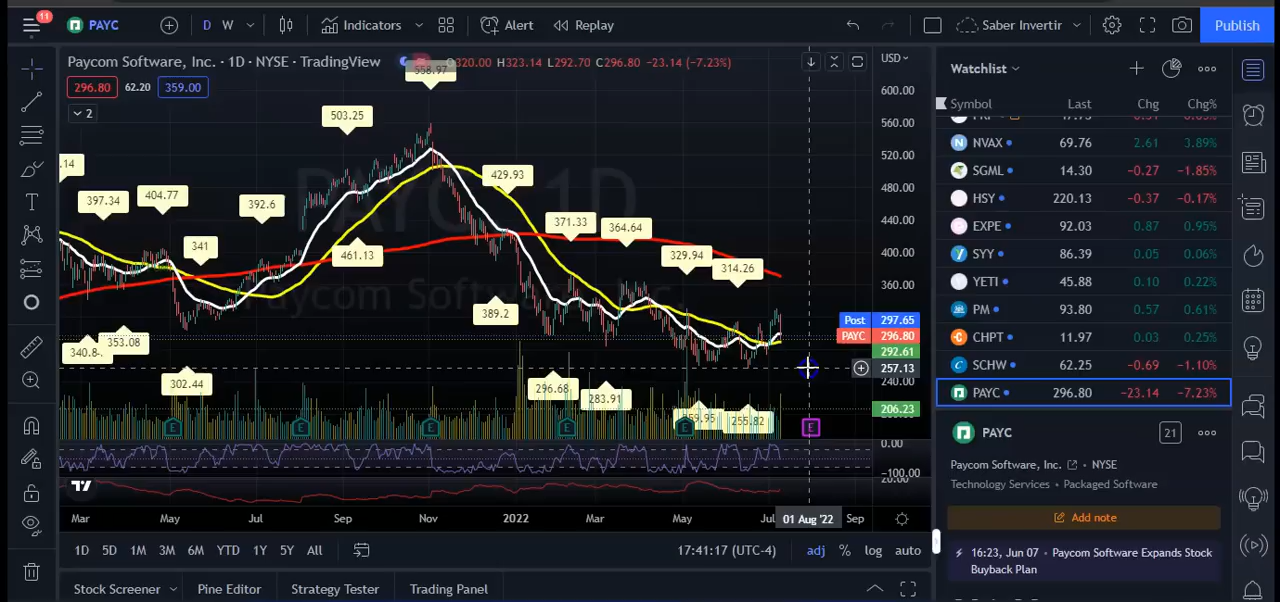 11
PAYC
D W
Indicators
Alert
Replay
Saber Invertir
Publish
Paycom Software, Inc. · 1D · NYSE · TradingView
O320.00 H323.14 L292.70 C296.80 −23.14 (−7.23%)
USD
296.80 62.20 359.00
2
PAYC, 1D
Paycom Software, Inc.
558.97
503.25
429.93
404.77
397.34
392.6
371.33
364.64
341
329.94
314.26
461.13
389.2
353.08
302.44
296.68
283.91
255.82
600.00
560.00
520.00
480.00
440.00
400.00
360.00
Post 297.65
PAYC 296.80
292.61
257.13
240.00
206.23
0.00
−100.00
20.00
E E E E E E
Mar May Jul Sep Nov 2022 Mar May Jul 01 Aug '22 Sep
1D 5D 1M 3M 6M YTD 1Y 5Y All
17:41:17 (UTC-4)
adj % log auto
Stock Screener Pine Editor Strategy Tester Trading Panel
Watchlist
Symbol Last Chg Chg%
NVAX 69.76 2.61 3.89%
SGML 14.30 −0.27 −1.85%
HSY 220.13 −0.37 −0.17%
EXPE 92.03 0.87 0.95%
SYY 86.39 0.05 0.06%
YETI 45.88 0.10 0.22%
PM 93.80 0.57 0.61%
CHPT 11.97 0.03 0.25%
SCHW 62.25 −0.69 −1.10%
PAYC 296.80 −23.14 −7.23%
PAYC
21
Paycom Software, Inc. • NYSE
Technology Services • Packaged Software
Add note
16:23, Jun 07 • Paycom Software Expands Stock
Buyback Plan